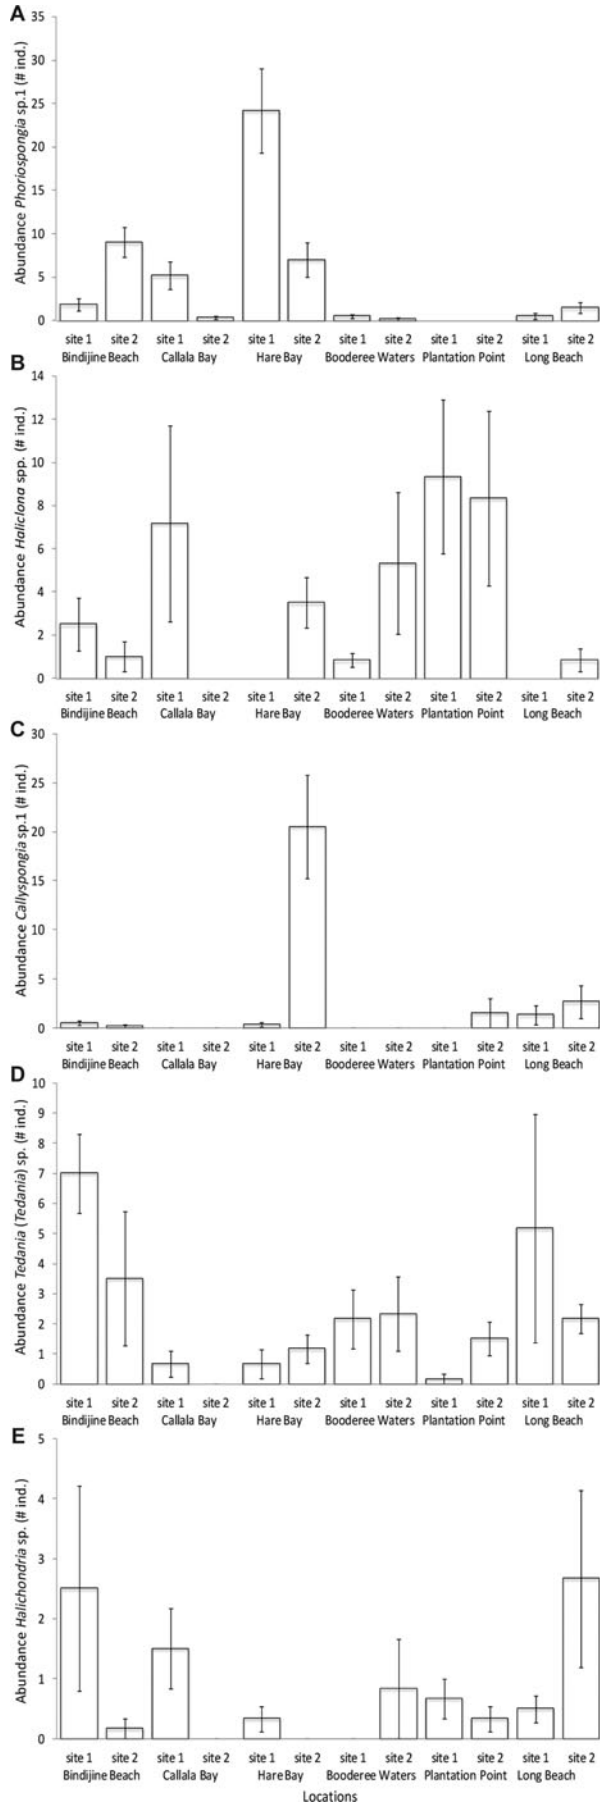 A
Abundance Phoriospongia sp.1 (# ind.)
35
30
25
20
15
10
5
0
site 1 site 2 site 1 site 2 site 1 site 2 site 1 site 2 site 1 site 2 site 1 site 2
Bindijine Beach Callala Bay Hare Bay Booderee Waters Plantation Point Long Beach
B
Abundance Haliclona spp. (# ind.)
14
12
10
8
6
4
2
0
site 1 site 2 site 1 site 2 site 1 site 2 site 1 site 2 site 1 site 2 site 1 site 2
Bindijine Beach Callala Bay Hare Bay Booderee Waters Plantation Point Long Beach
C
Abundance Callyspongia sp.1 (# ind.)
30
25
20
15
10
5
0
site 1 site 2 site 1 site 2 site 1 site 2 site 1 site 2 site 1 site 2 site 1 site 2
Bindijine Beach Callala Bay Hare Bay Booderee Waters Plantation Point Long Beach
D
Abundance Tedania (Tedania) sp. (# ind.)
10
9
8
7
6
5
4
3
2
1
0
site 1 site 2 site 1 site 2 site 1 site 2 site 1 site 2 site 1 site 2 site 1 site 2
Bindijine Beach Callala Bay Hare Bay Booderee Waters Plantation Point Long Beach
E
Abundance Halichondria sp. (# ind.)
5
4
3
2
1
0
site 1 site 2 site 1 site 2 site 1 site 2 site 1 site 2 site 1 site 2 site 1 site 2
Bindijine Beach Callala Bay Hare Bay Booderee Waters Plantation Point Long Beach
Locations